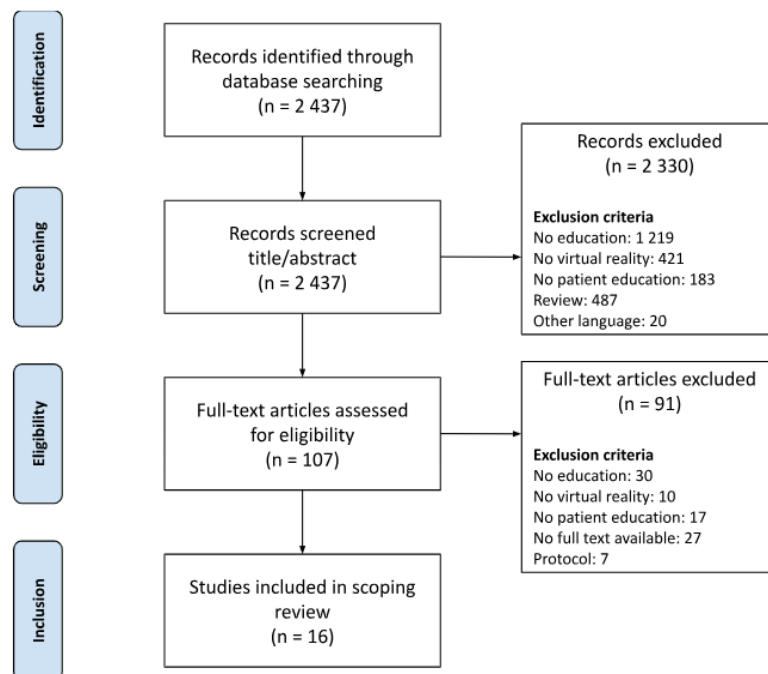 Identification
Records identified through
database searching
(n = 2 437)
Records excluded
(n = 2 330)
Exclusion criteria
No education: 1 219
No virtual reality: 421
No patient education: 183
Review: 487
Other language: 20
Screening
Records screened
title/abstract
(n = 2 437)
Eligibility
Full-text articles assessed
for eligibility
(n = 107)
Full-text articles excluded
(n = 91)
Exclusion criteria
No education: 30
No virtual reality: 10
No patient education: 17
No full text available: 27
Protocol: 7
Inclusion
Studies included in scoping
review
(n = 16)